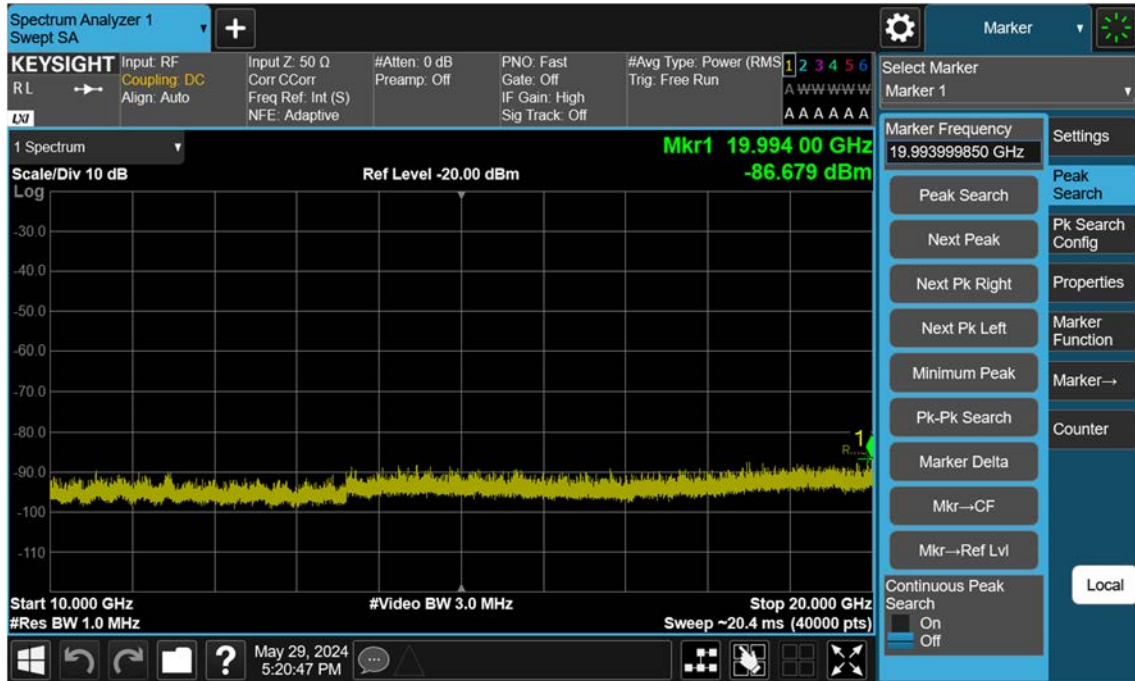 Spectrum Analyzer 1
Swept SA
+
Marker
KEYSIGHT
R L
LXI
Input: RF
Coupling: DC
Align: Auto
Input Z: 50 Ω
Corr CCorr
Freq Ref: Int (S)
NFE: Adaptive
#Atten: 0 dB
Preamp: Off
PNO: Fast
Gate: Off
IF Gain: High
Sig Track: Off
#Avg Type: Power (RMS
Trig: Free Run
1 2 3 4 5 6
A W W W W W
A A A A A A
Select Marker
Marker 1
1 Spectrum
Mkr1 19.994 00 GHz
-86.679 dBm
Scale/Div 10 dB
Ref Level -20.00 dBm
Log
-30.0
-40.0
-50.0
-60.0
-70.0
-80.0
-90.0
-100
-110
1
Start 10.000 GHz
#Video BW 3.0 MHz
Stop 20.000 GHz
#Res BW 1.0 MHz
Sweep ~20.4 ms (40000 pts)
Marker Frequency
19.993999850 GHz
Peak Search
Next Peak
Next Pk Right
Next Pk Left
Minimum Peak
Pk-Pk Search
Marker Delta
Mkr→CF
Mkr→Ref Lvl
Continuous Peak
Search
On
Off
Settings
Peak
Search
Pk Search
Config
Properties
Marker
Function
Marker→
Counter
Local
?
May 29, 2024
5:20:47 PM